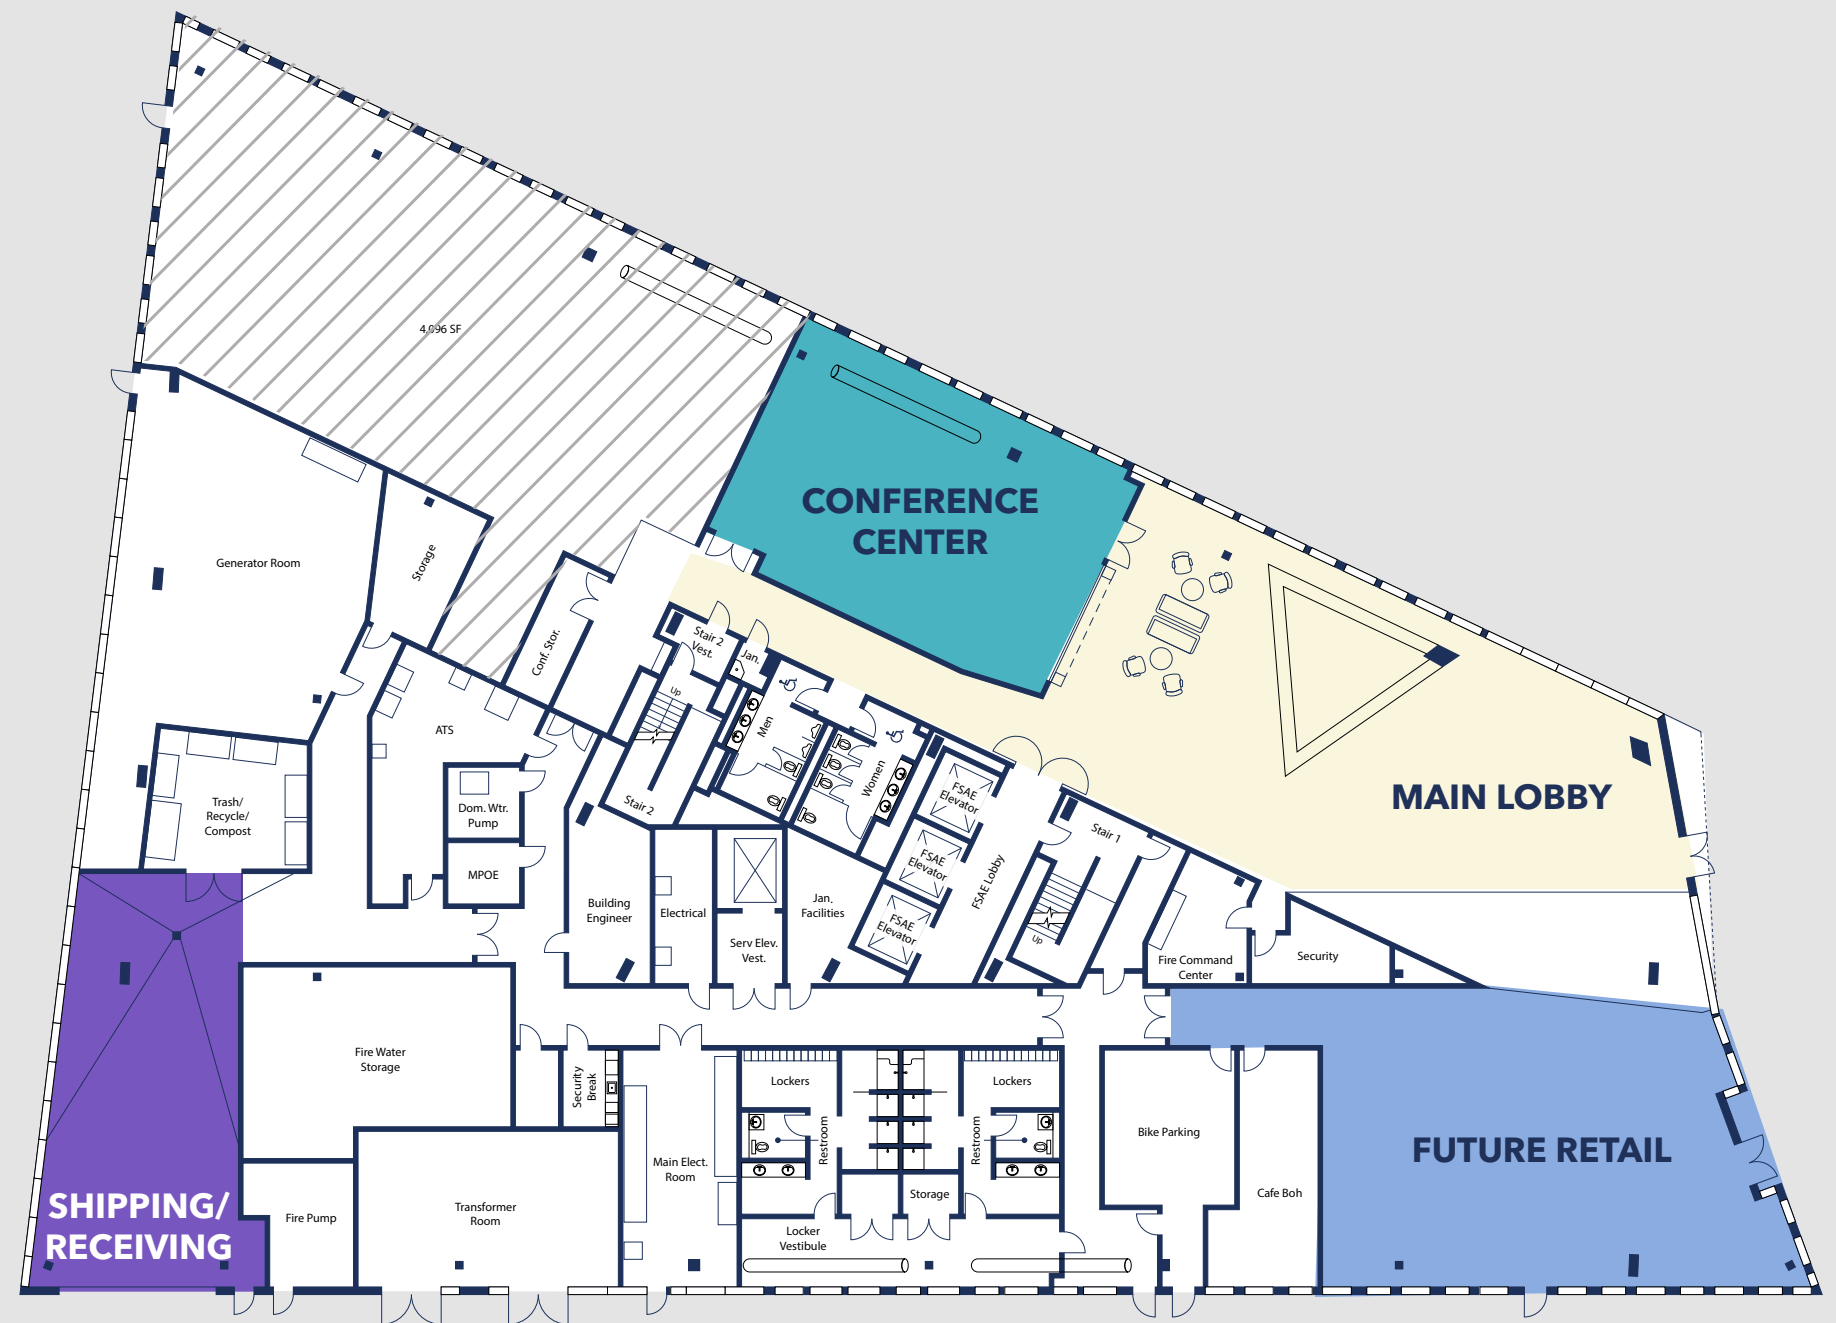 4,096 SF
CONFERENCE
CENTER
Generator Room
Storage
Conf. Stor.
Stair 2
Vest.
Jan.
Up
Men
Women
ATS
Stair 2
FSAE
Elevator
FSAE
Elevator
FSAE
Elevator
FSAE Lobby
Stair 1
Up
MAIN LOBBY
Trash/
Recycle/
Compost
Dom. Wtr.
Pump
MPOE
Building
Engineer
Electrical
Serv Elev.
Vest.
Jan.
Facilities
Fire Command
Center
Security
Fire Water
Storage
Security
Break
Lockers
Lockers
Restroom
Restroom
Main Elect.
Room
Bike Parking
FUTURE RETAIL
SHIPPING/
RECEIVING
Fire Pump
Transformer
Room
Storage
Cafe Boh
Locker
Vestibule